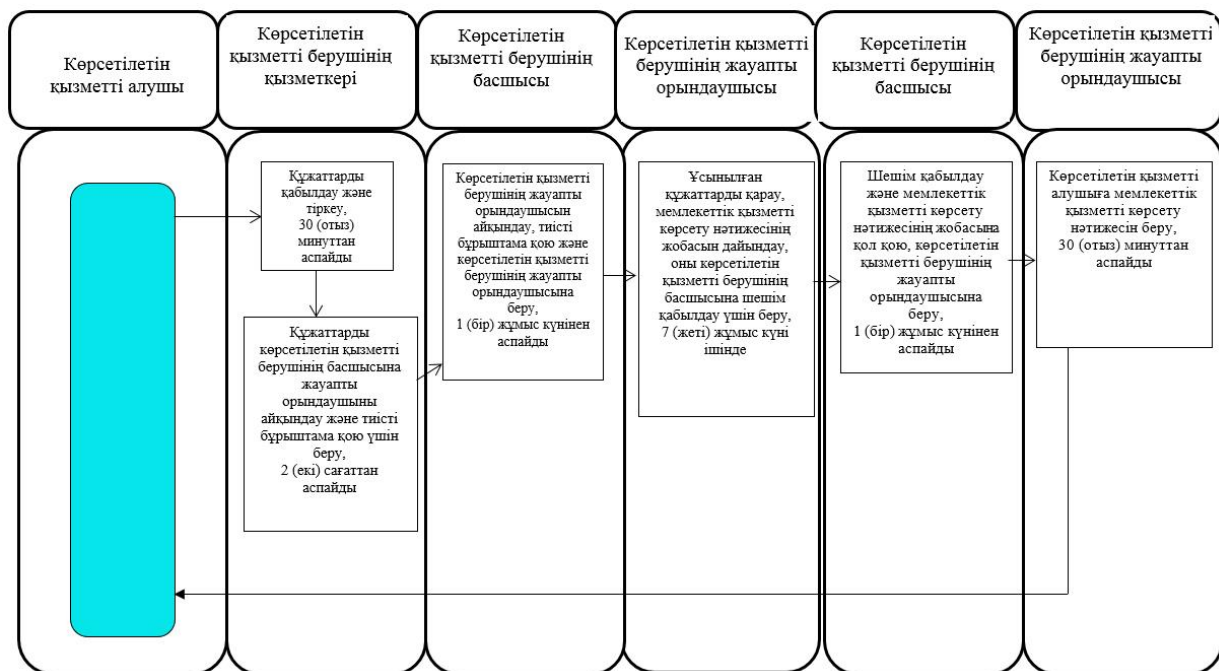 Көрсетілетін
қызметті алушы
Көрсетілетін
қызметті берушінің
қызметкері
Көрсетілетін
қызметті берушінің
басшысы
Көрсетілетін қызметті
берушінің жауапты
орындаушысы
Көрсетілетін
қызметті берушінің
басшысы
Көрсетілетін қызметті
берушінің жауапты
орындаушысы
Құжаттарды
қабылдау және
тіркеу,
30 (отыз)
минуттан
аспайды
Құжаттарды
көрсетілетін қызметті
берушінің басшысына
жауапты
орындаушыны
айқындау және тиісті
бұрыштама қою үшін
беру,
2 (екі) сағаттан
аспайды
Көрсетілетін қызметті
берушінің жауапты
орындаушысын
айқындау, тиісті
бұрыштама қою және
көрсетілетін қызметті
берушінің жауапты
орындаушысына
беру,
1 (бір) жұмыс күнінен
аспайды
Ұсынылған
құжаттарды қарау,
мемлекеттік қызметті
көрсету нәтижесінің
жобасын дайындау,
оны көрсетілетін
қызметті берушінің
басшысына шешім
қабылдау үшін беру,
7 (жеті) жұмыс күні
ішінде
Шешім қабылдау
және мемлекеттік
қызметті көрсету
нәтижесінің жобасына
қол қою, көрсетілетін
қызметті берушінің
жауапты
орындаушысына
беру,
1 (бір) жұмыс күнінен
аспайды
Көрсетілетін қызметті
алушыға мемлекеттік
қызметті көрсету
нәтижесін беру,
30 (отыз) минуттан
аспайды